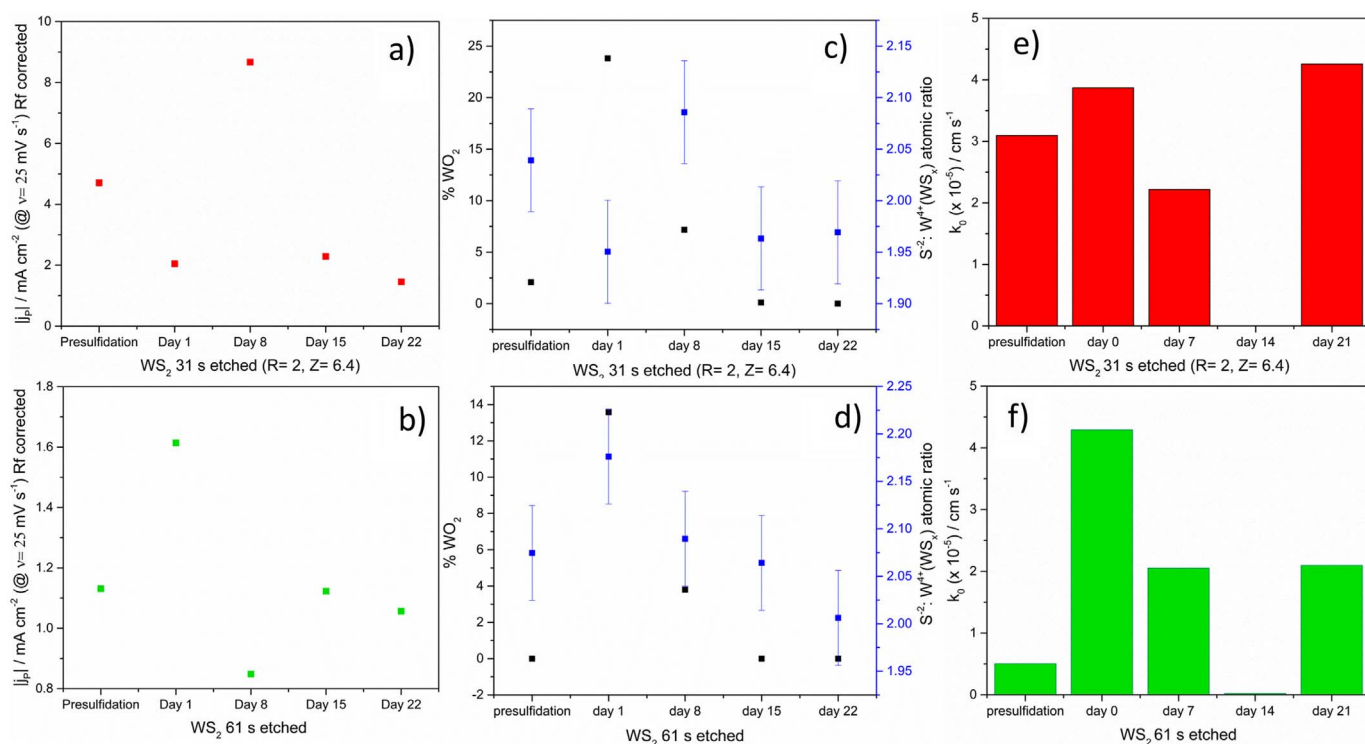 a)
10
8
6
4
2
0
|jₚ| / mA cm⁻² (@ ν= 25 mV s⁻¹) Rf corrected
Presulfidation Day 1 Day 8 Day 15 Day 22
WS₂ 31 s etched (R= 2, Z= 6.4)
c)
25
20
15
10
5
0
% WO₂
2.15
2.10
2.05
2.00
1.95
1.90
S⁻²: W⁴⁺(WSₓ) atomic ratio
presulfidation day 1 day 8 day 15 day 22
WS₂ 31 s etched (R= 2, Z= 6.4)
e)
5
4
3
2
1
0
k₀ (x 10⁻⁵) / cm s⁻¹
presulfidation day 0 day 7 day 14 day 21
WS₂ 31 s etched (R= 2, Z= 6.4)
b)
1.8
1.6
1.4
1.2
1.0
0.8
|jₚ| / mA cm⁻² (@ ν= 25 mV s⁻¹) Rf corrected
Presulfidation Day 1 Day 8 Day 15 Day 22
WS₂ 61 s etched
d)
14
12
10
8
6
4
2
0
-2
% WO₂
2.25
2.20
2.15
2.10
2.05
2.00
1.95
S⁻²: W⁴⁺(WSₓ) atomic ratio
presulfidation day 1 day 8 day 15 day 22
WS₂ 61 s etched
f)
5
4
3
2
1
0
k₀ (x 10⁻⁵) / cm s⁻¹
presulfidation day 0 day 7 day 14 day 21
WS₂ 61 s etched